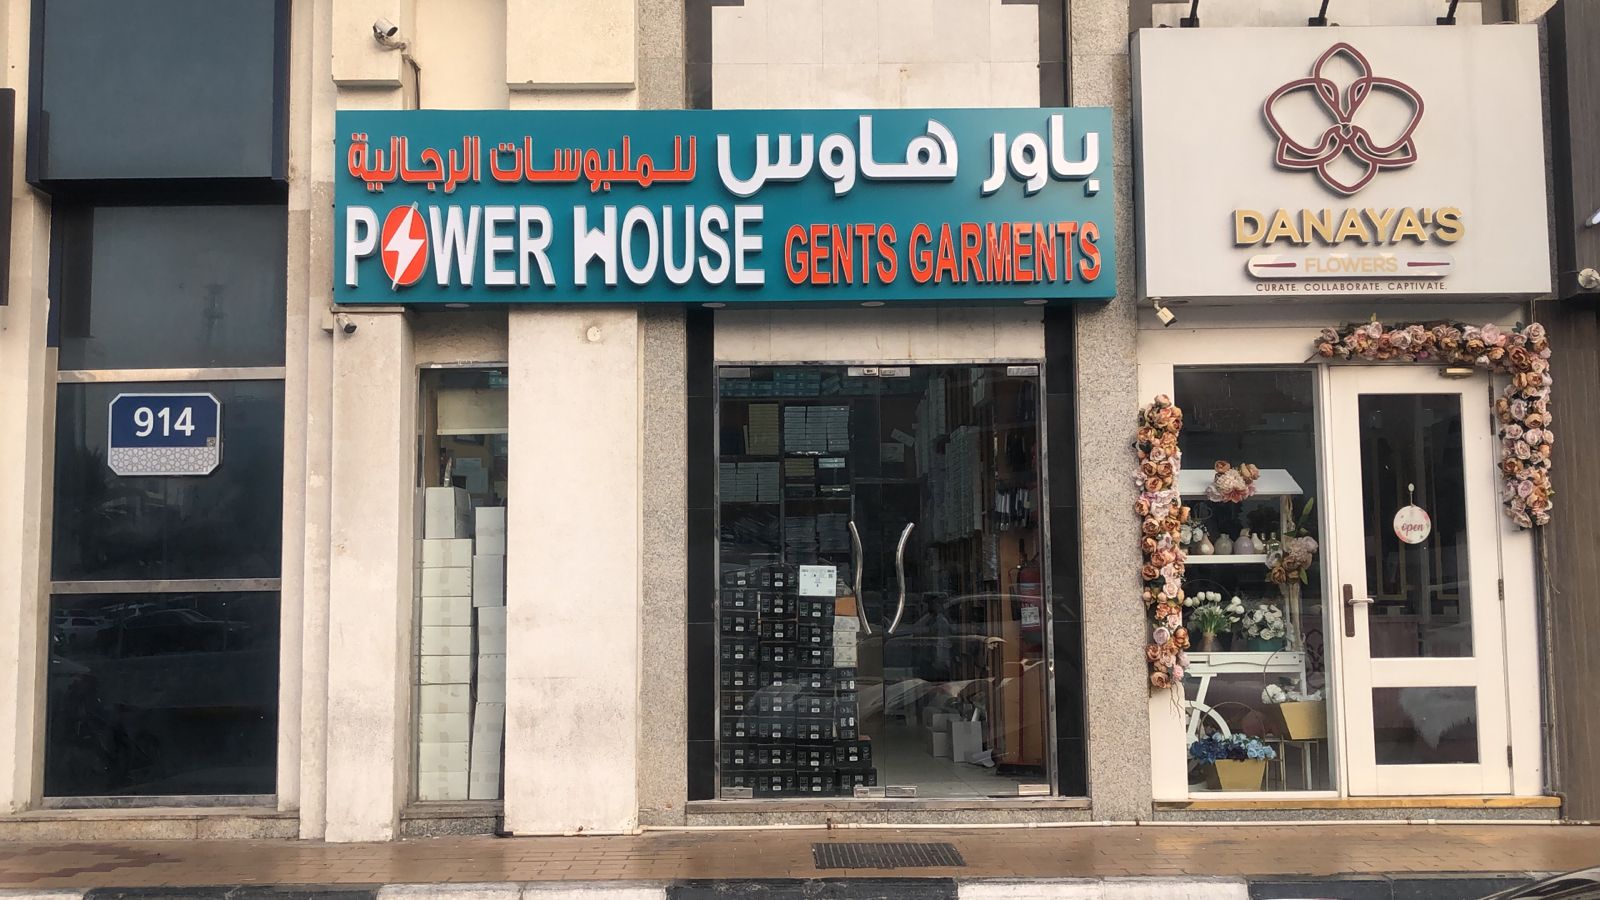 914
باور هاوس للملبوسات الرجالية
POWER HOUSE GENTS GARMENTS
DANAYA'S
FLOWERS
CURATE. COLLABORATE. CAPTIVATE.
open